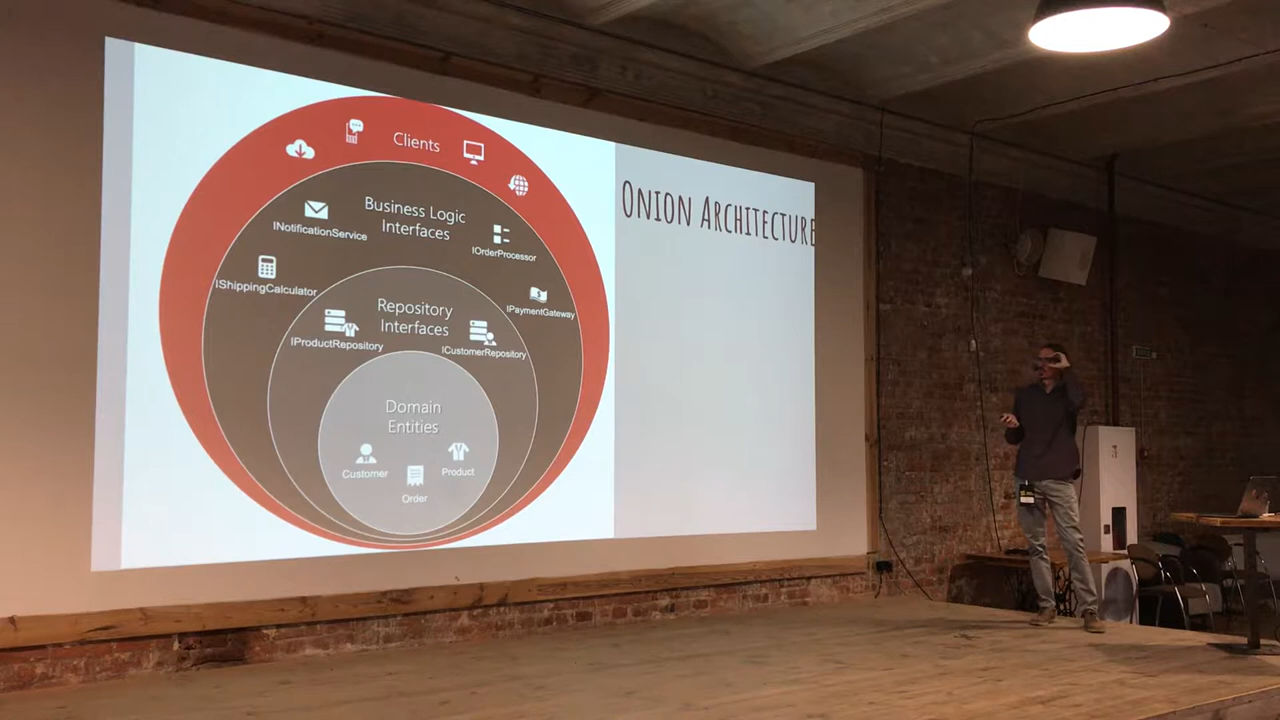 Clients
Business Logic
Interfaces
INotificationService
IOrderProcessor
IShippingCalculator
IPaymentGateway
Repository
Interfaces
IProductRepository
ICustomerRepository
Domain
Entities
Customer
Product
Order
Onion Architecture